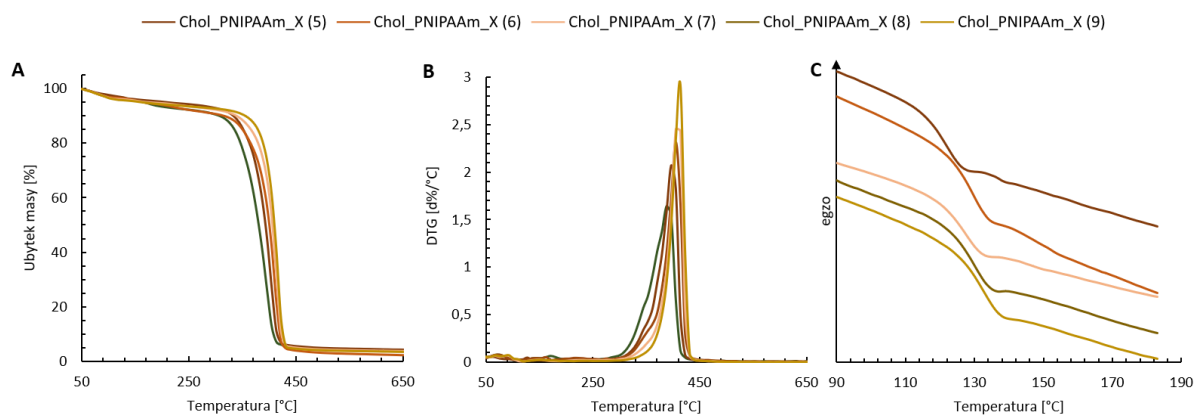 Chol_PNIPAAm_X (5) Chol_PNIPAAm_X (6) Chol_PNIPAAm_X (7) Chol_PNIPAAm_X (8) Chol_PNIPAAm_X (9)
A
Ubytek masy [%]
100
80
60
40
20
0
50 250 450 650
Temperatura [°C]
B
DTG [d%/°C]
3
2,5
2
1,5
1
0,5
0
50 250 450 650
Temperatura [°C]
C
egzo
90 110 130 150 170 190
Temperatura [°C]